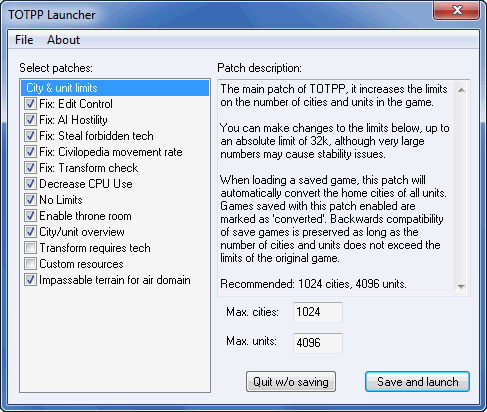 TOTPP Launcher
File About
Select patches:
City & unit limits
Fix: Edit Control
Fix: AI Hostility
Fix: Steal forbidden tech
Fix: Civilopedia movement rate
Fix: Transform check
Decrease CPU Use
No Limits
Enable throne room
City/unit overview
Transform requires tech
Custom resources
Impassable terrain for air domain
Patch description:
The main patch of TOTPP, it increases the limits
on the number of cities and units in the game.
You can make changes to the limits below, up to
an absolute limit of 32k, although very large
numbers may cause stability issues.
When loading a saved game, this patch will
automatically convert the home cities of all units.
Games saved with this patch enabled are
marked as 'converted'. Backwards compatibility
of save games is preserved as long as the
number of cities and units does not exceed the
limits of the original game.
Recommended: 1024 cities, 4096 units.
Max. cities: 1024
Max. units: 4096
Quit w/o saving
Save and launch